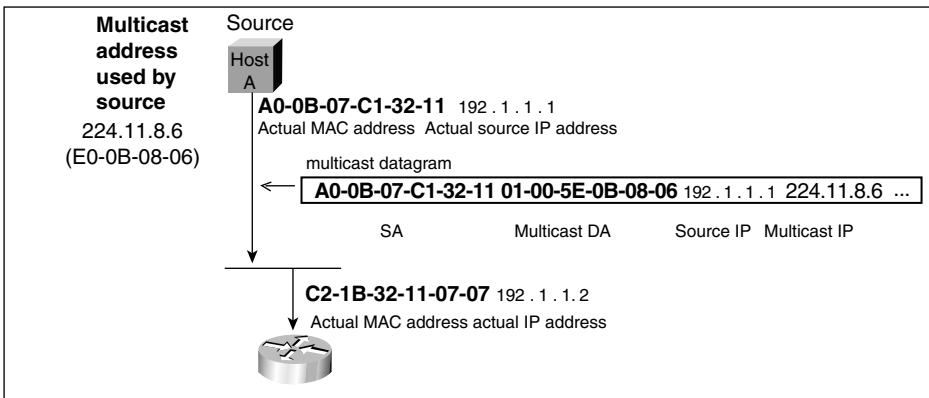 Multicast
address
used by
source
224.11.8.6
(E0-0B-08-06)
Source
Host
A
A0-0B-07-C1-32-11 192 . 1 . 1 . 1
Actual MAC address Actual source IP address
multicast datagram
A0-0B-07-C1-32-11 01-00-5E-0B-08-06 192 . 1 . 1 . 1 224.11.8.6 ...
SA Multicast DA Source IP Multicast IP
C2-1B-32-11-07-07 192 . 1 . 1. 2
Actual MAC address actual IP address